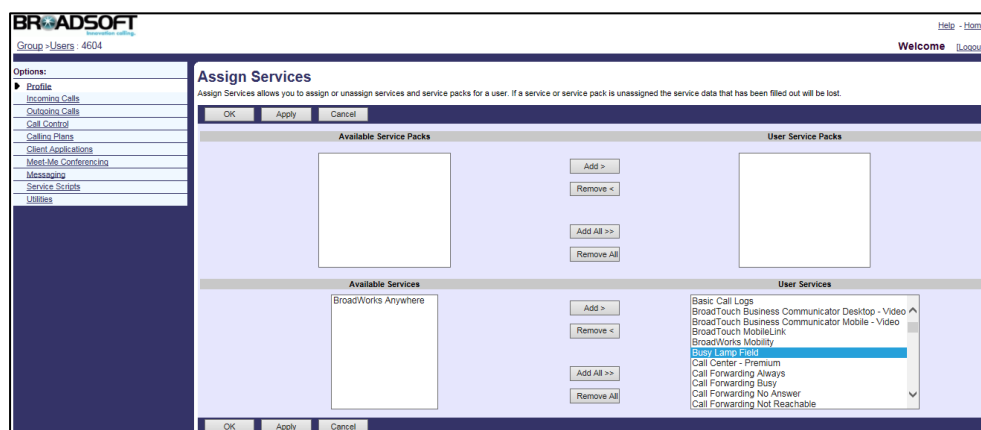 BROADSOFT
Innovation calling.
Help - Hom
Group >Users : 4604
Welcome [Logou
Options:
Profile
Incoming Calls
Outgoing Calls
Call Control
Calling Plans
Client Applications
Meet-Me Conferencing
Messaging
Service Scripts
Utilities
Assign Services
Assign Services allows you to assign or unassign services and service packs for a user. If a service or service pack is unassigned the service data that has been filled out will be lost.
OK Apply Cancel
Available Service Packs User Service Packs
Add >
Remove <
Add All >>
Remove All
Available Services User Services
BroadWorks Anywhere
Add >
Remove <
Add All >>
Remove All
Basic Call Logs
BroadTouch Business Communicator Desktop - Video
BroadTouch Business Communicator Mobile - Video
BroadTouch MobileLink
BroadWorks Mobility
Busy Lamp Field
Call Center - Premium
Call Forwarding Always
Call Forwarding Busy
Call Forwarding No Answer
Call Forwarding Not Reachable
OK Apply Cancel